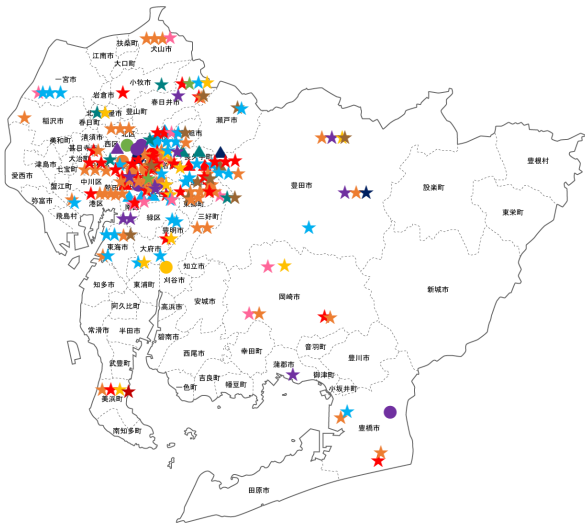 扶桑町
犬山市
江南市
大口町
一宮市
小牧市
岩倉市
春日井市
稲沢市
豊山町
春日町
瀬戸市
美和町
清須市
西区
北区
甚目寺
津島市
大治町
七宝町
愛西市
中川区
蟹江町
弥富市
港区
飛島村
緑区
東郷町
三好町
豊明市
東海市
大府市
豊田市
設楽町
豊根村
東栄町
新城市
知立市
刈谷市
知多市
東浦町
岡崎市
安城市
高浜市
阿久比町
常滑市
半田市
碧南市
西尾市
幸田町
音羽町
豊川市
武豊町
蒲郡市
御津町
吉良町
一色町
幡豆町
小坂井町
美浜町
南知多町
豊橋市
田原市